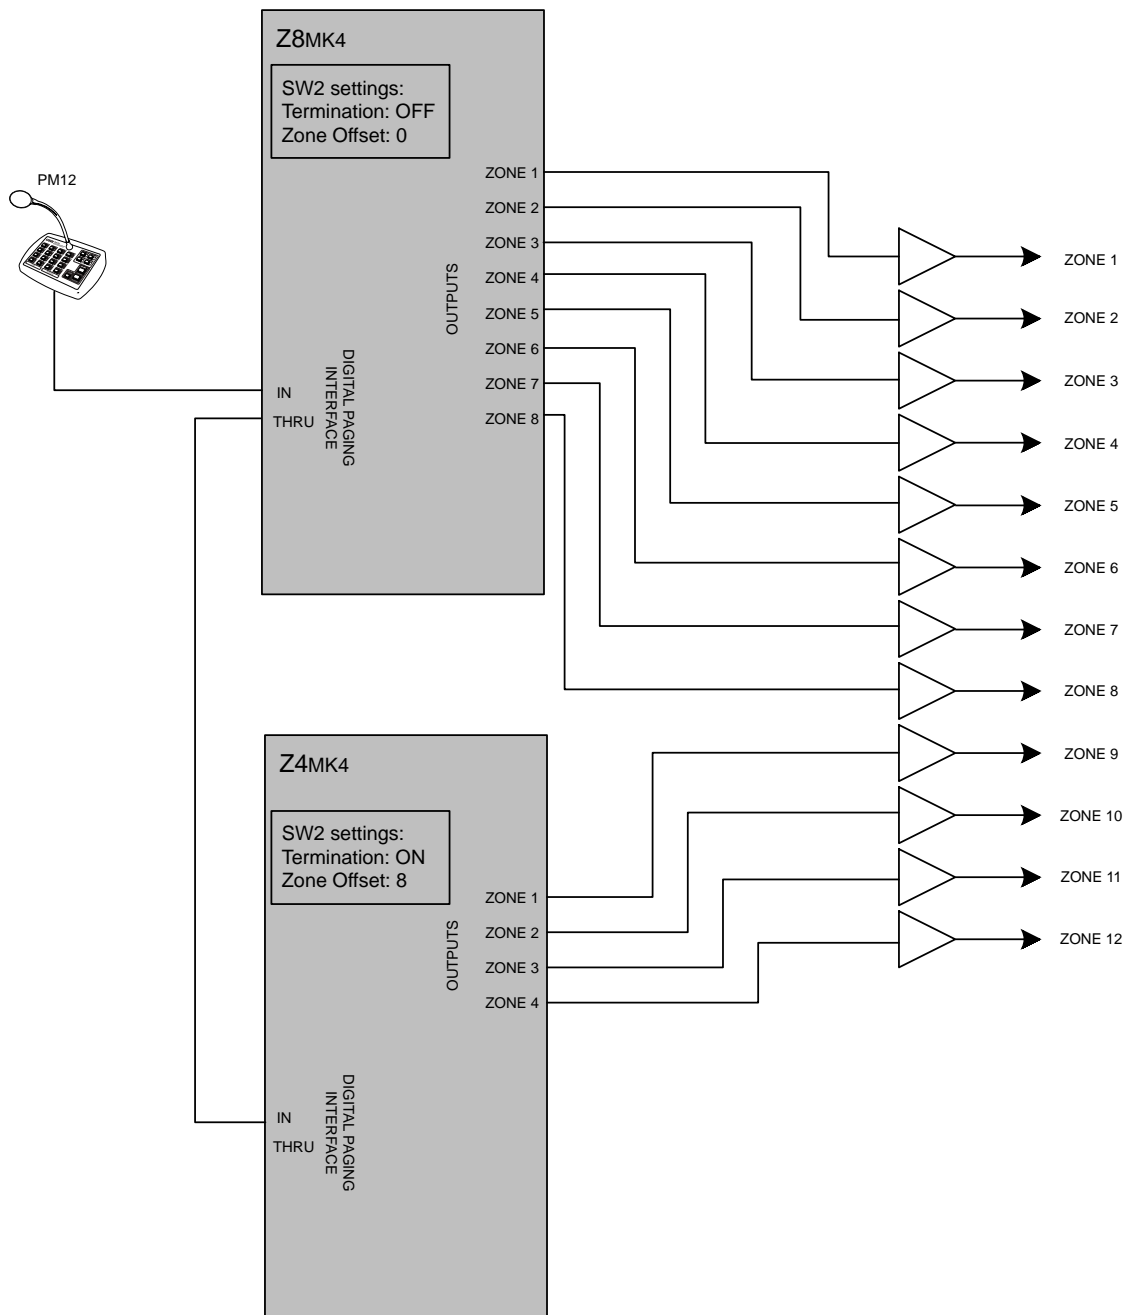 Z8MK4
SW2 settings:
Termination: OFF
Zone Offset: 0
PM12
ZONE 1
ZONE 2
ZONE 3
ZONE 4
ZONE 5
ZONE 6
ZONE 7
ZONE 8
OUTPUTS
IN
THRU
DIGITAL PAGING
INTERFACE
ZONE 1
ZONE 2
ZONE 3
ZONE 4
ZONE 5
ZONE 6
ZONE 7
ZONE 8
ZONE 9
ZONE 10
ZONE 11
ZONE 12
Z4MK4
SW2 settings:
Termination: ON
Zone Offset: 8
ZONE 1
ZONE 2
ZONE 3
ZONE 4
OUTPUTS
IN
THRU
DIGITAL PAGING
INTERFACE